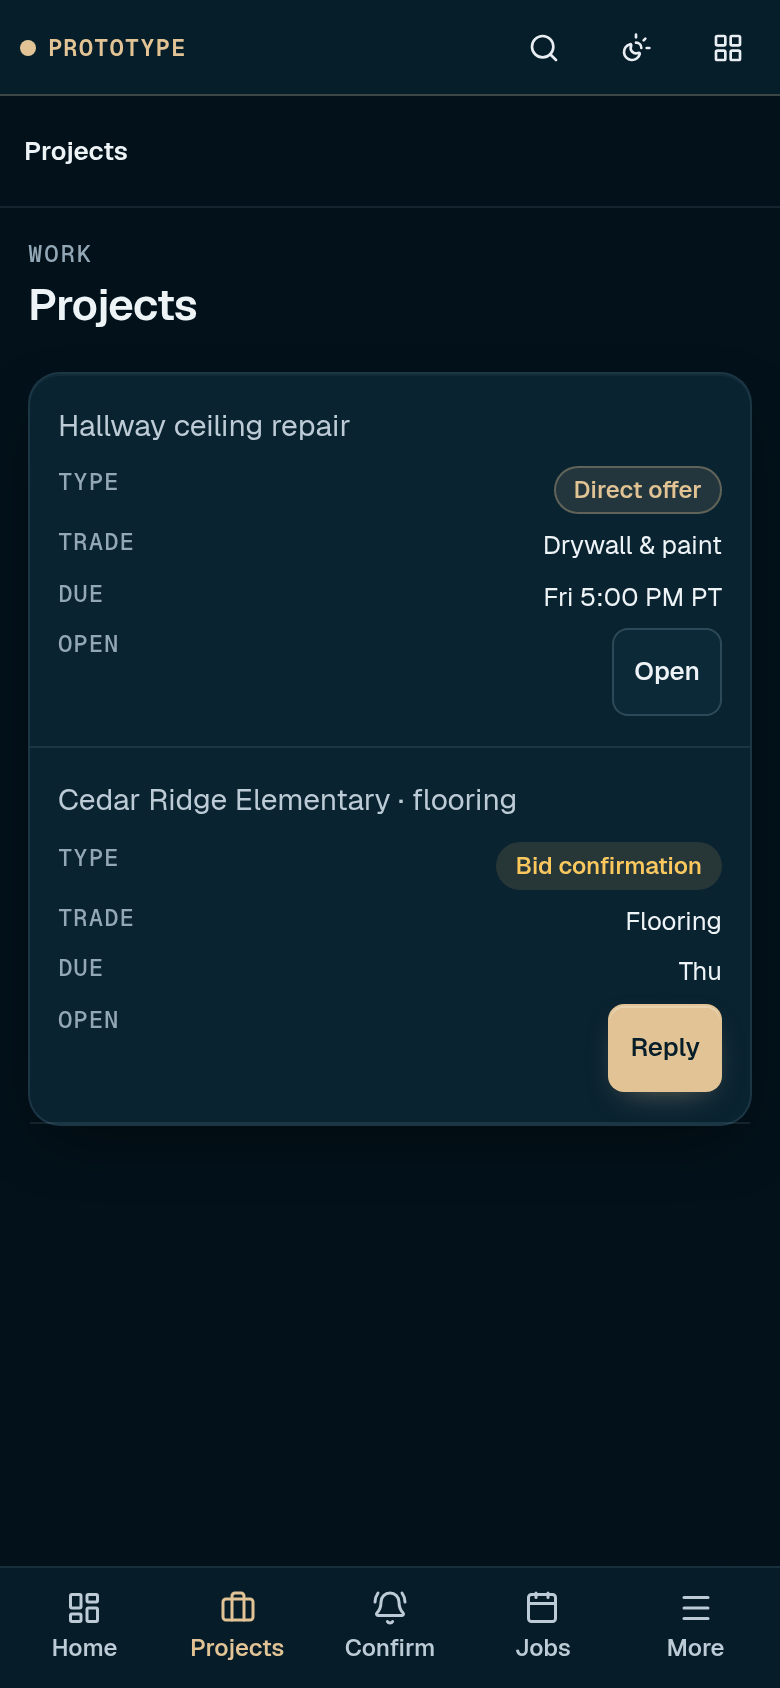 PROTOTYPE
Projects
WORK
Projects
Hallway ceiling repair
TYPE Direct offer
TRADE Drywall & paint
DUE Fri 5:00 PM PT
OPEN Open
Cedar Ridge Elementary · flooring
TYPE Bid confirmation
TRADE Flooring
DUE Thu
OPEN Reply
Home Projects Confirm Jobs More